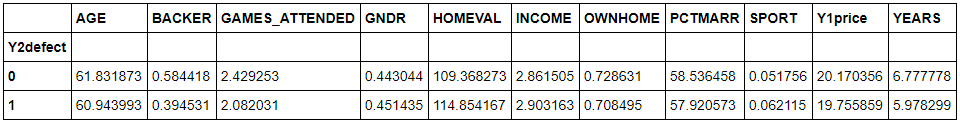 AGE BACKER GAMES_ATTENDED GNDR HOMEVAL INCOME OWNHOME PCTMARR SPORT Y1price YEARS
Y2defect
0 61.831873 0.584418 2.429253 0.443044 109.368273 2.861505 0.728631 58.536458 0.051756 20.170356 6.777778
1 60.943993 0.394531 2.082031 0.451435 114.854167 2.903163 0.708495 57.920573 0.062115 19.755859 5.978299